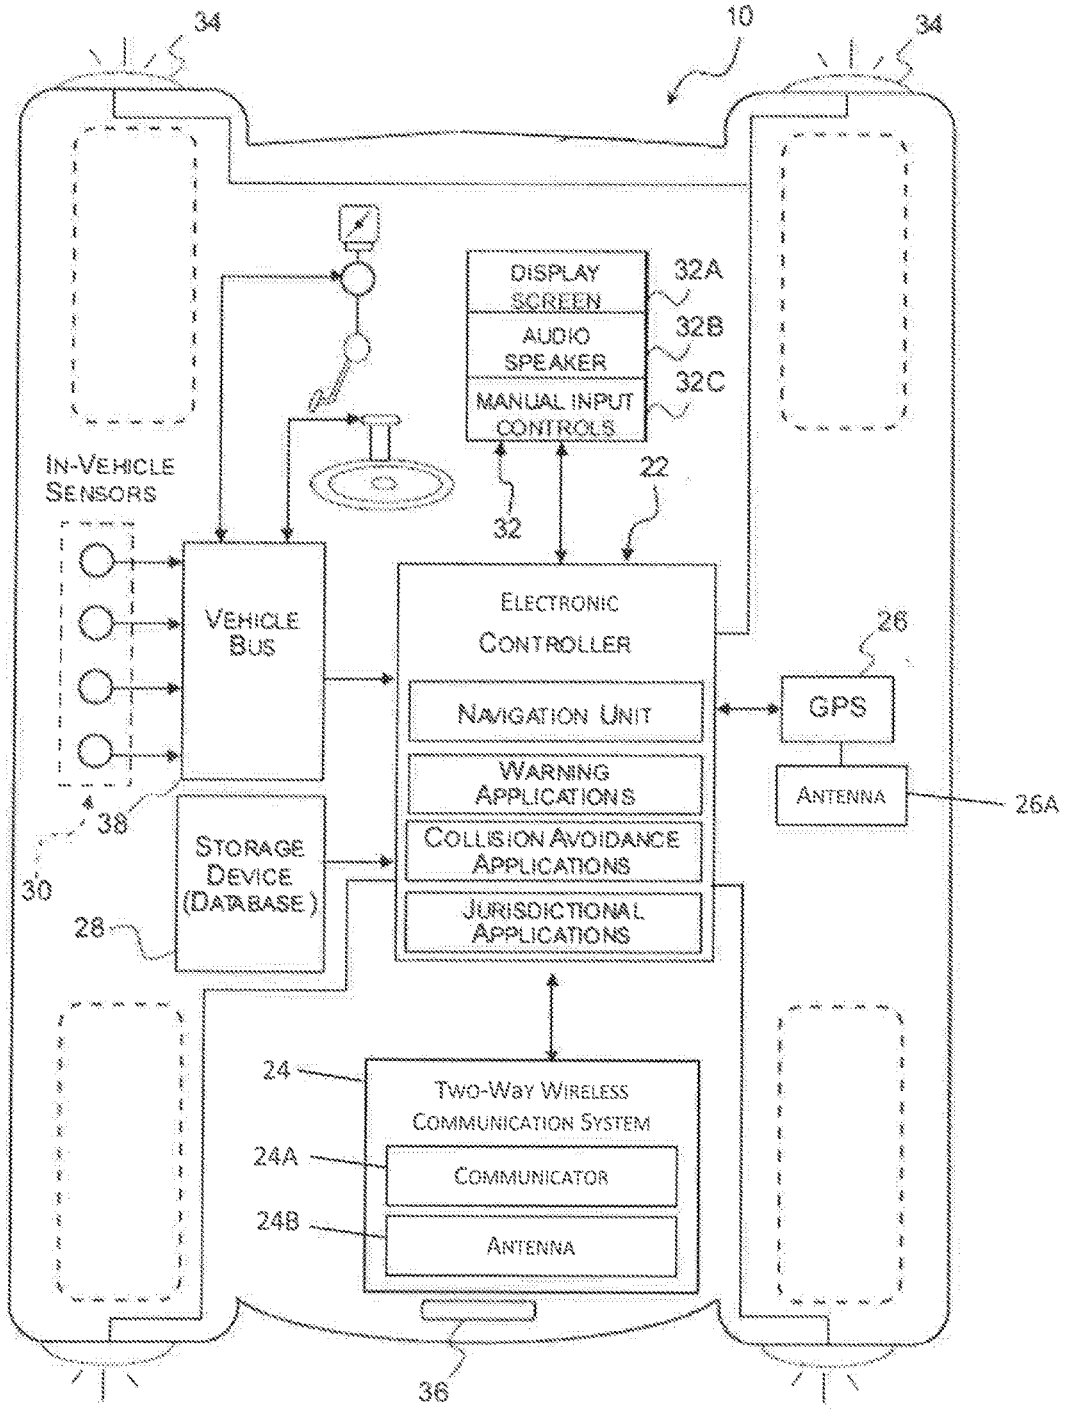 34
10
34
DISPLAY
SCREEN
32A
AUDIO
SPEAKER
32B
MANUAL INPUT
CONTROLS
32C
IN-VEHICLE
SENSORS
32
22
VEHICLE
BUS
ELECTRONIC
CONTROLLER
26
GPS
NAVIGATION UNIT
WARNING
APPLICATIONS
ANTENNA
26A
38
COLLISION AVOIDANCE
APPLICATIONS
STORAGE
DEVICE
(DATABASE)
30
28
JURISDICTIONAL
APPLICATIONS
24
TWO-WaY WIRELESS
COMMUNICATION SYSTEM
24A
COMMUNICATOR
24B
ANTENNA
36